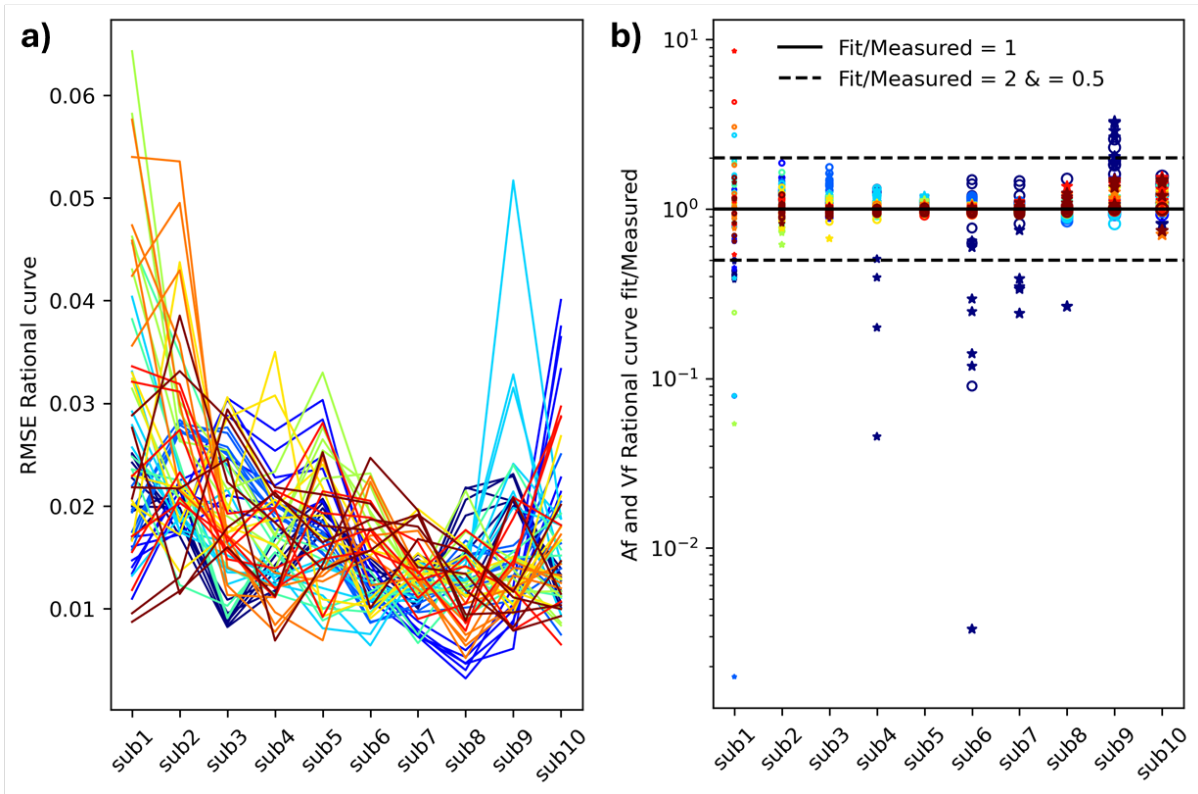 a)
RMSE Rational curve
0.06
0.05
0.04
0.03
0.02
0.01
sub1
sub2
sub3
sub4
sub5
sub6
sub7
sub8
sub9
sub10
b)
Af and Vf Rational curve fit/Measured
10¹
10⁰
10⁻¹
10⁻²
Fit/Measured = 1
Fit/Measured = 2 & = 0.5
sub1
sub2
sub3
sub4
sub5
sub6
sub7
sub8
sub9
sub10